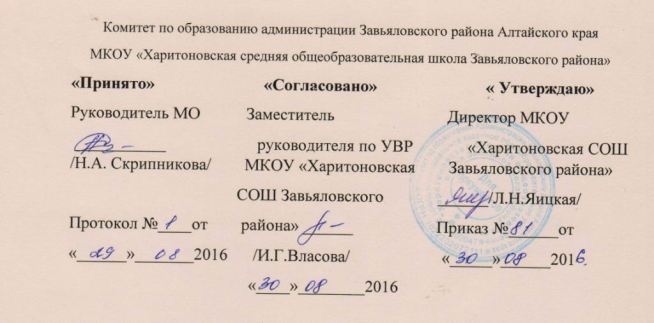 Комитет по образованию администрации Завьяловского района Алтайского края
МКОУ «Харитоновская средняя общеобразовательная школа Завьяловского района»
«Принято» «Согласовано» « Утверждаю»
Руководитель МО Заместитель Директор МКОУ
руководителя по УВР «Харитоновская СОШ
/Н.А. Скрипникова/ МКОУ «Харитоновская Завьяловского района»
СОШ Завьяловского /Л.Н.Яицкая/
Протокол № 1 от района» Приказ № 81 от
« 29 » 08 2016 /И.Г.Власова/ « 30 » 08 2016.
« 30 » 08 2016